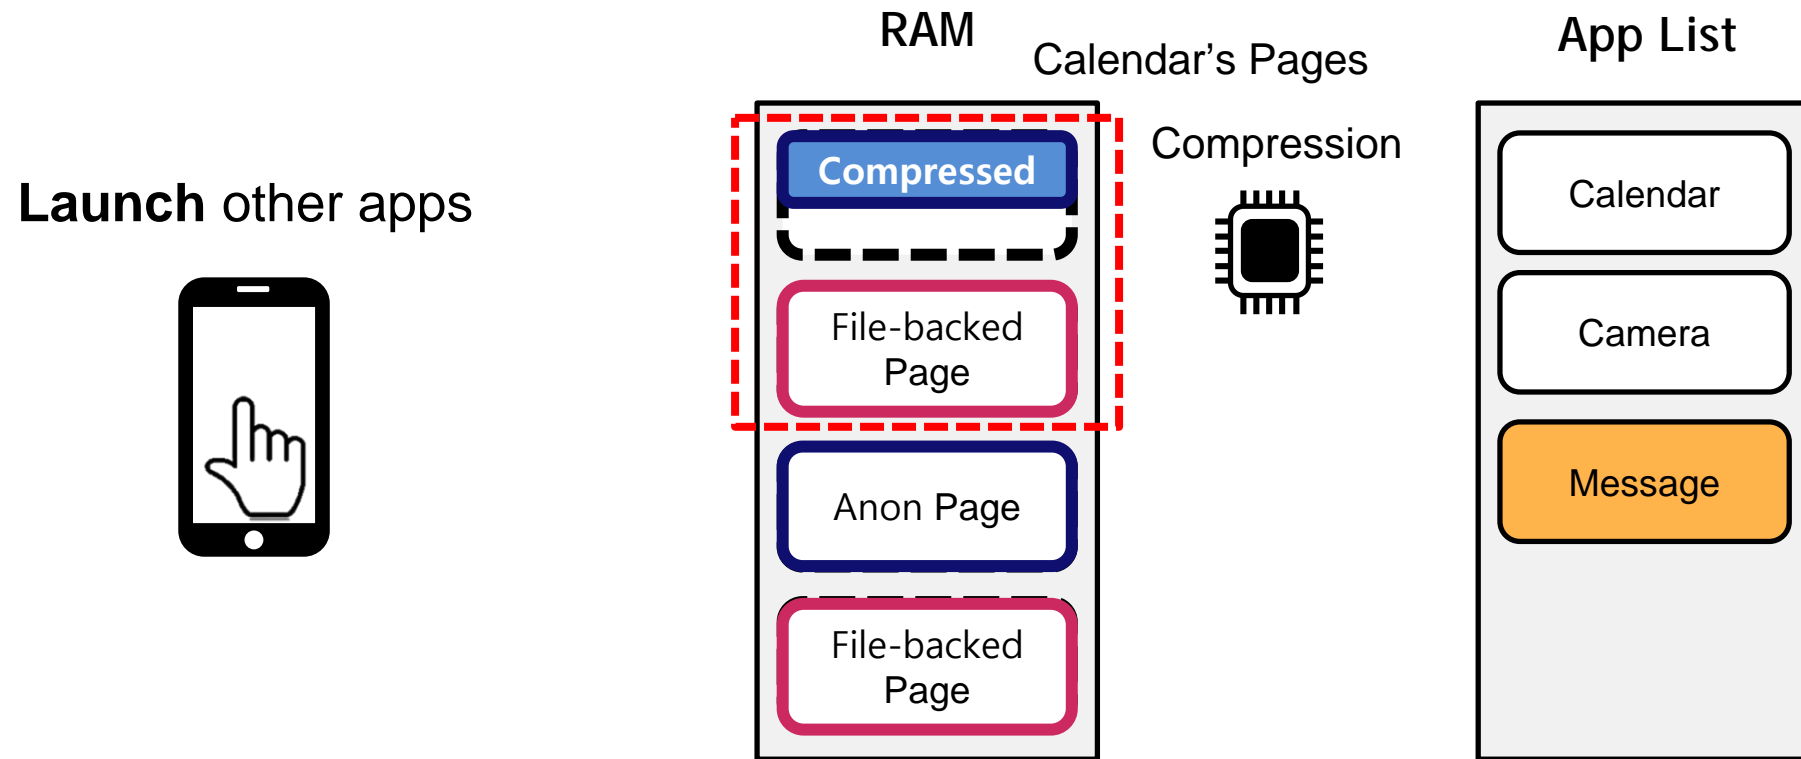 Launch other apps
RAM
Calendar's Pages
Compression
Compressed
File-backed
Page
Anon Page
File-backed
Page
App List
Calendar
Camera
Message